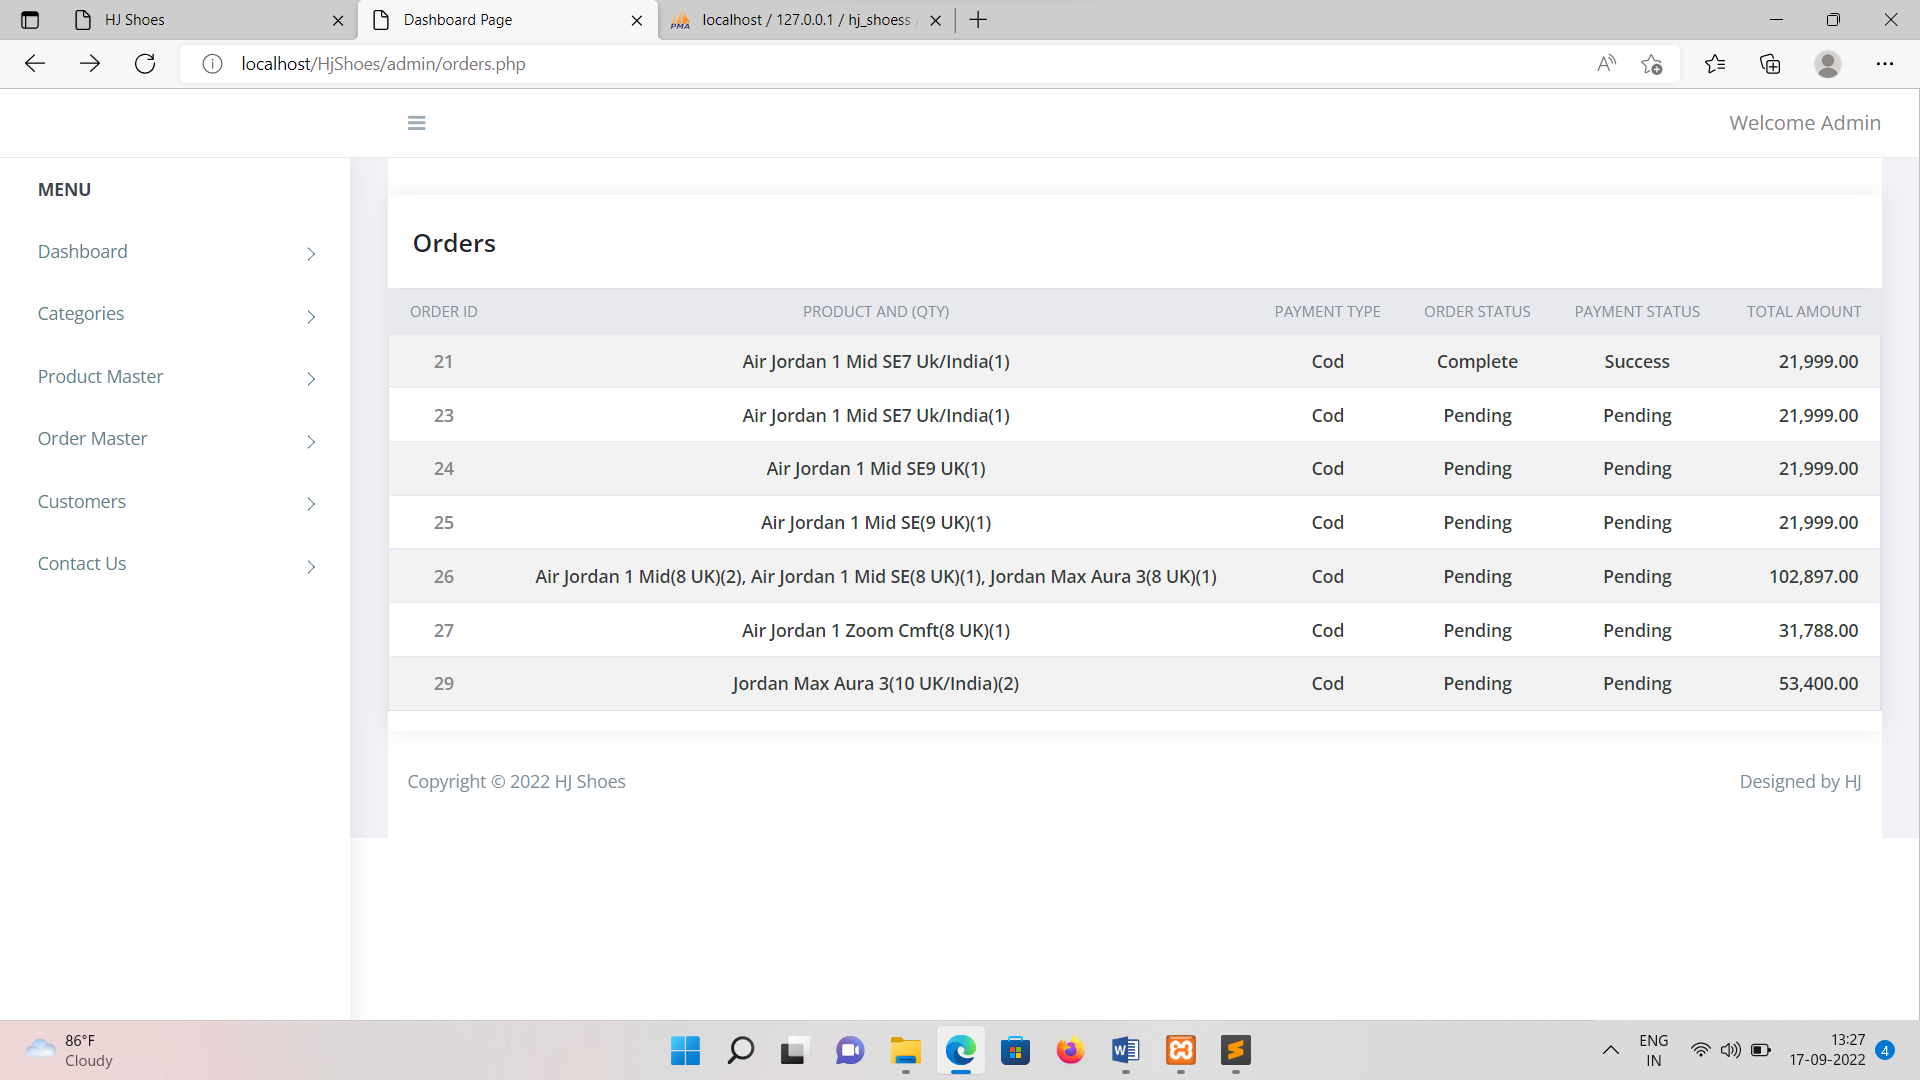 HJ Shoes
Dashboard Page
localhost / 127.0.0.1 / hj_shoess
localhost/HjShoes/admin/orders.php
Welcome Admin
MENU
Dashboard
Categories
Product Master
Order Master
Customers
Contact Us
Orders
ORDER ID PRODUCT AND (QTY) PAYMENT TYPE ORDER STATUS PAYMENT STATUS TOTAL AMOUNT
21 Air Jordan 1 Mid SE7 Uk/India(1) Cod Complete Success 21,999.00
23 Air Jordan 1 Mid SE7 Uk/India(1) Cod Pending Pending 21,999.00
24 Air Jordan 1 Mid SE9 UK(1) Cod Pending Pending 21,999.00
25 Air Jordan 1 Mid SE(9 UK)(1) Cod Pending Pending 21,999.00
26 Air Jordan 1 Mid(8 UK)(2), Air Jordan 1 Mid SE(8 UK)(1), Jordan Max Aura 3(8 UK)(1) Cod Pending Pending 102,897.00
27 Air Jordan 1 Zoom Cmft(8 UK)(1) Cod Pending Pending 31,788.00
29 Jordan Max Aura 3(10 UK/India)(2) Cod Pending Pending 53,400.00
Copyright © 2022 HJ Shoes
Designed by HJ
86°F
Cloudy
ENG
IN
13:27
17-09-2022
4